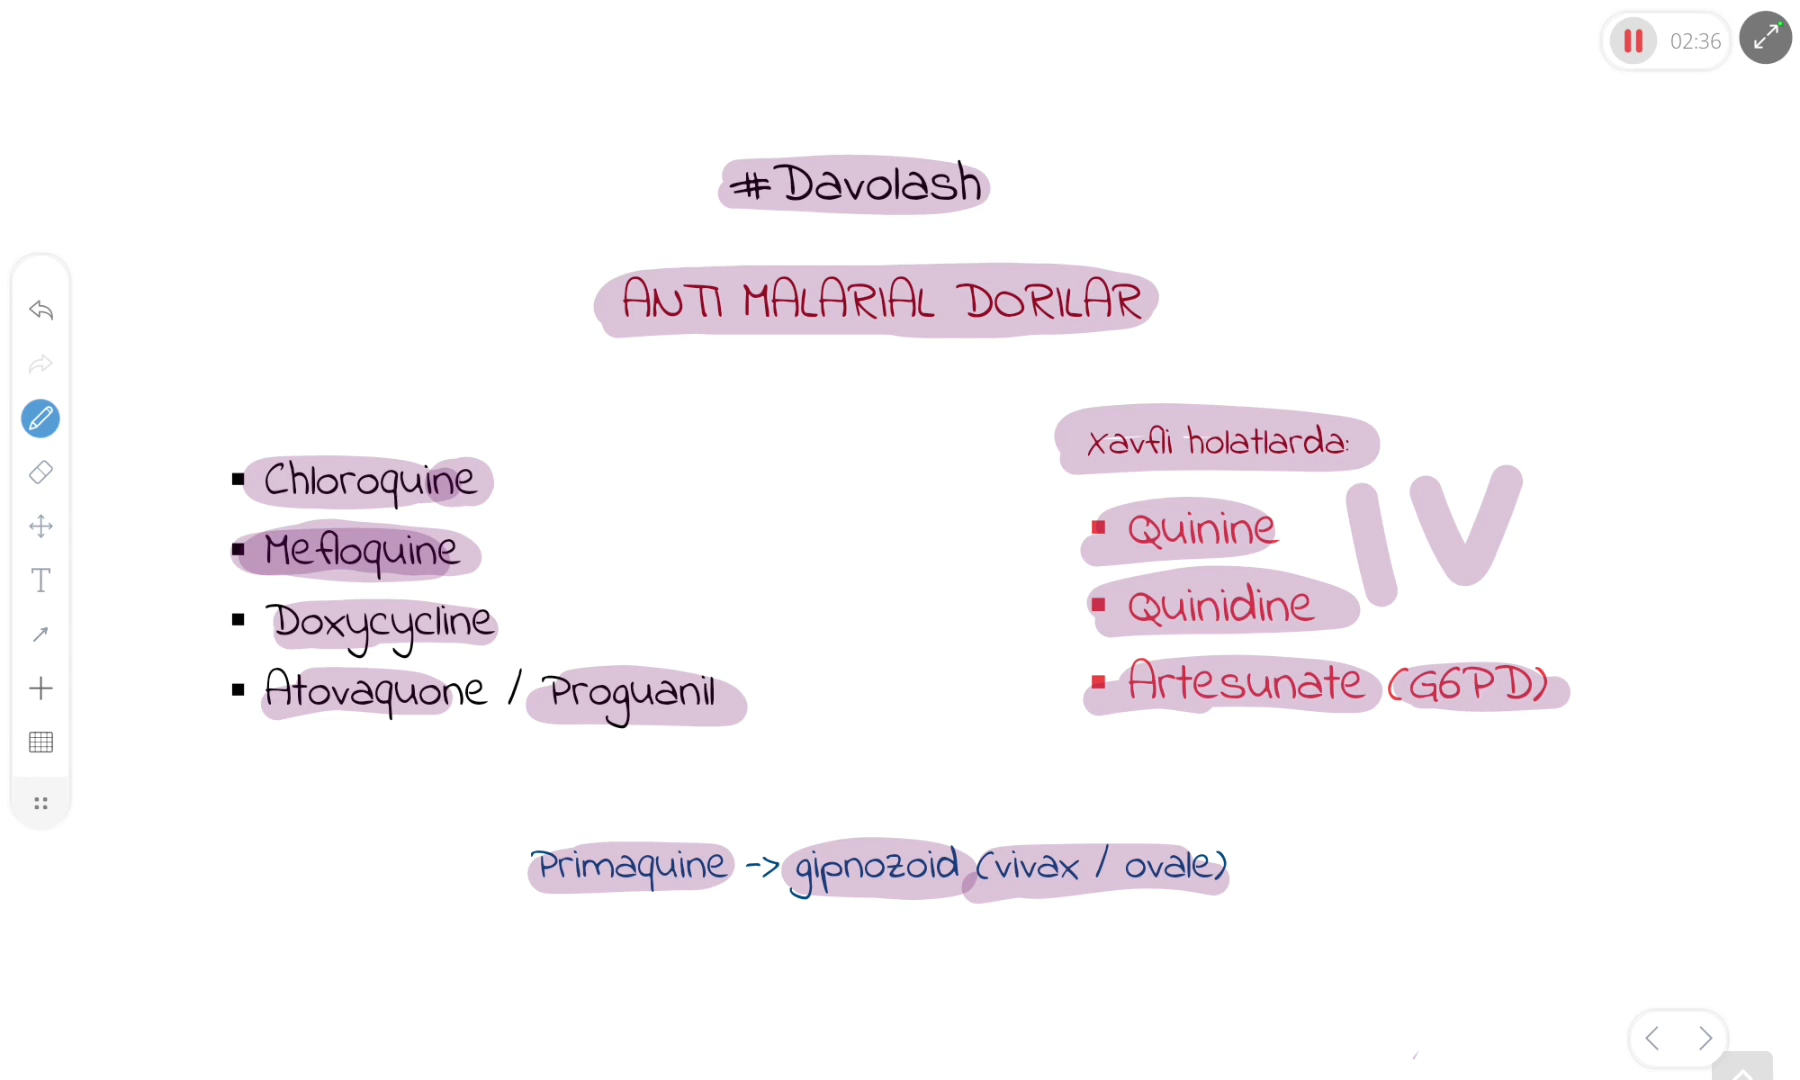 02:36
#Davolash
ANTI MALARIAL DORILAR
▪ Chloroquine
▪ Mefloquine
▪ Doxycycline
▪ Atovaquone / Proguanil
Xavfli holatlarda:
▪ Quinine
▪ Quinidine
▪ Artesunate (G6PD)
IV
Primaquine -> gipnozoid (vivax / ovale)